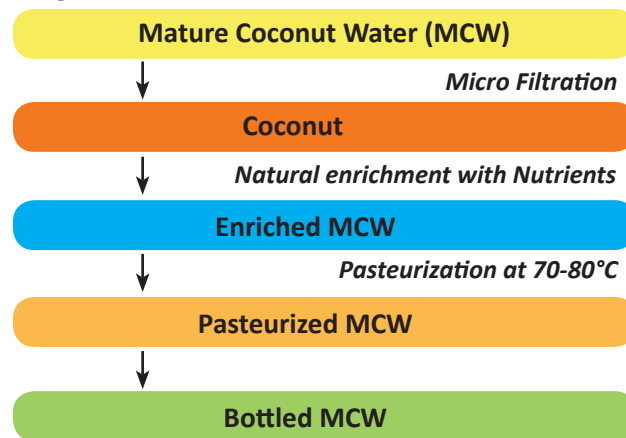 Mature Coconut Water (MCW)
Micro Filtration
Coconut
Natural enrichment with Nutrients
Enriched MCW
Pasteurization at 70-80°C
Pasteurized MCW
Bottled MCW